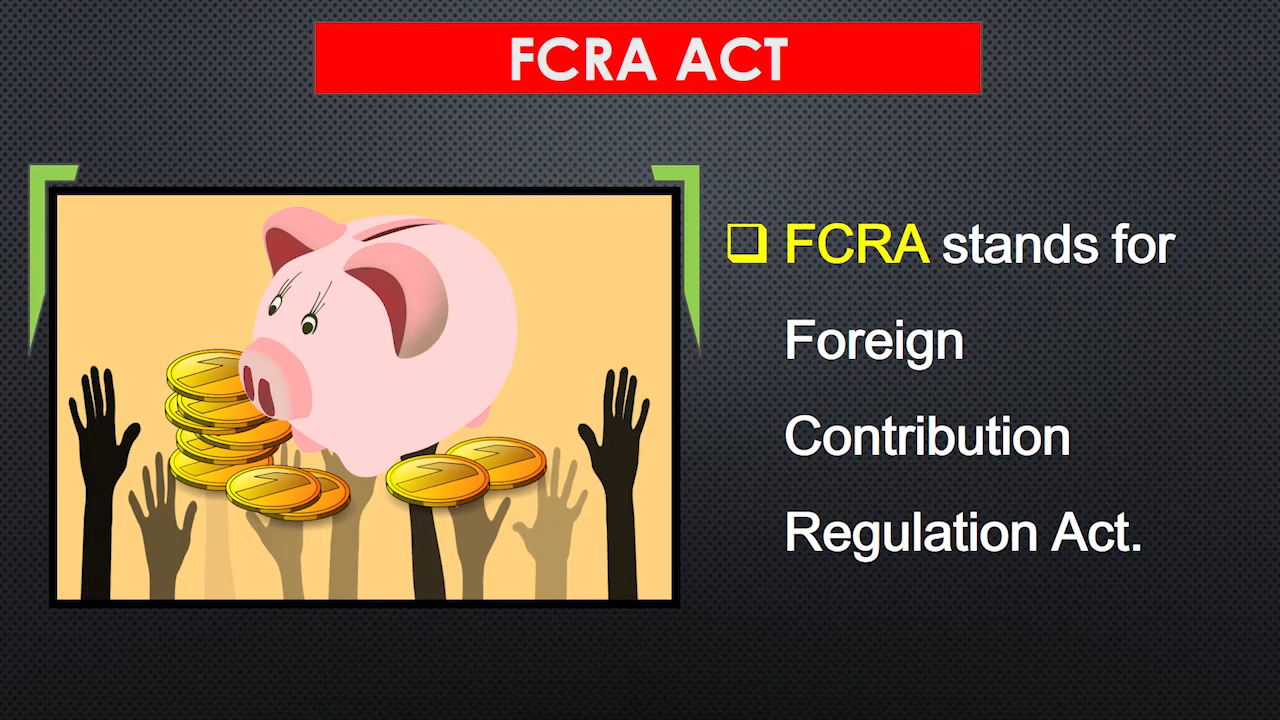 FCRA ACT
FCRA stands for
Foreign
Contribution
Regulation Act.